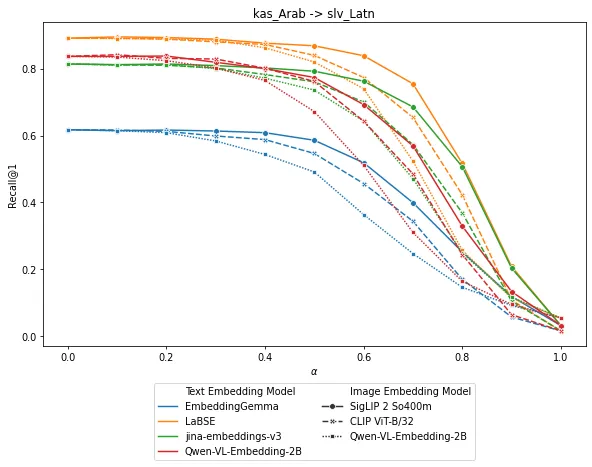 kas_Arab -> slv_Latn
Recall@1
0.8
0.6
0.4
0.2
0.0
0.0
0.2
0.4
0.6
0.8
1.0
α
Text Embedding Model
EmbeddingGemma
LaBSE
jina-embeddings-v3
Qwen-VL-Embedding-2B
Image Embedding Model
SigLIP 2 So400m
CLIP ViT-B/32
Qwen-VL-Embedding-2B